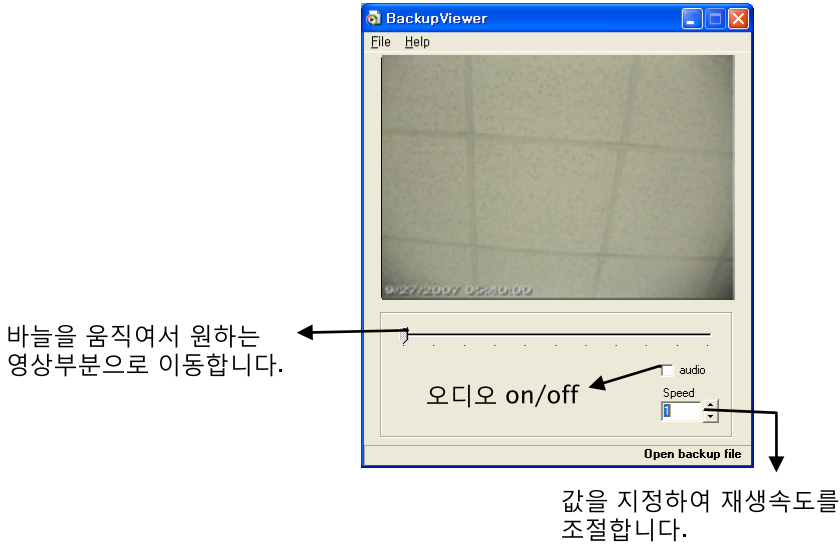 BackupViewer
File Help
9/27/2007 05:40:00
바늘을 움직여서 원하는
영상부분으로 이동합니다.
audio
오디오 on/off
Speed
1
Open backup file
값을 지정하여 재생속도를
조절합니다.